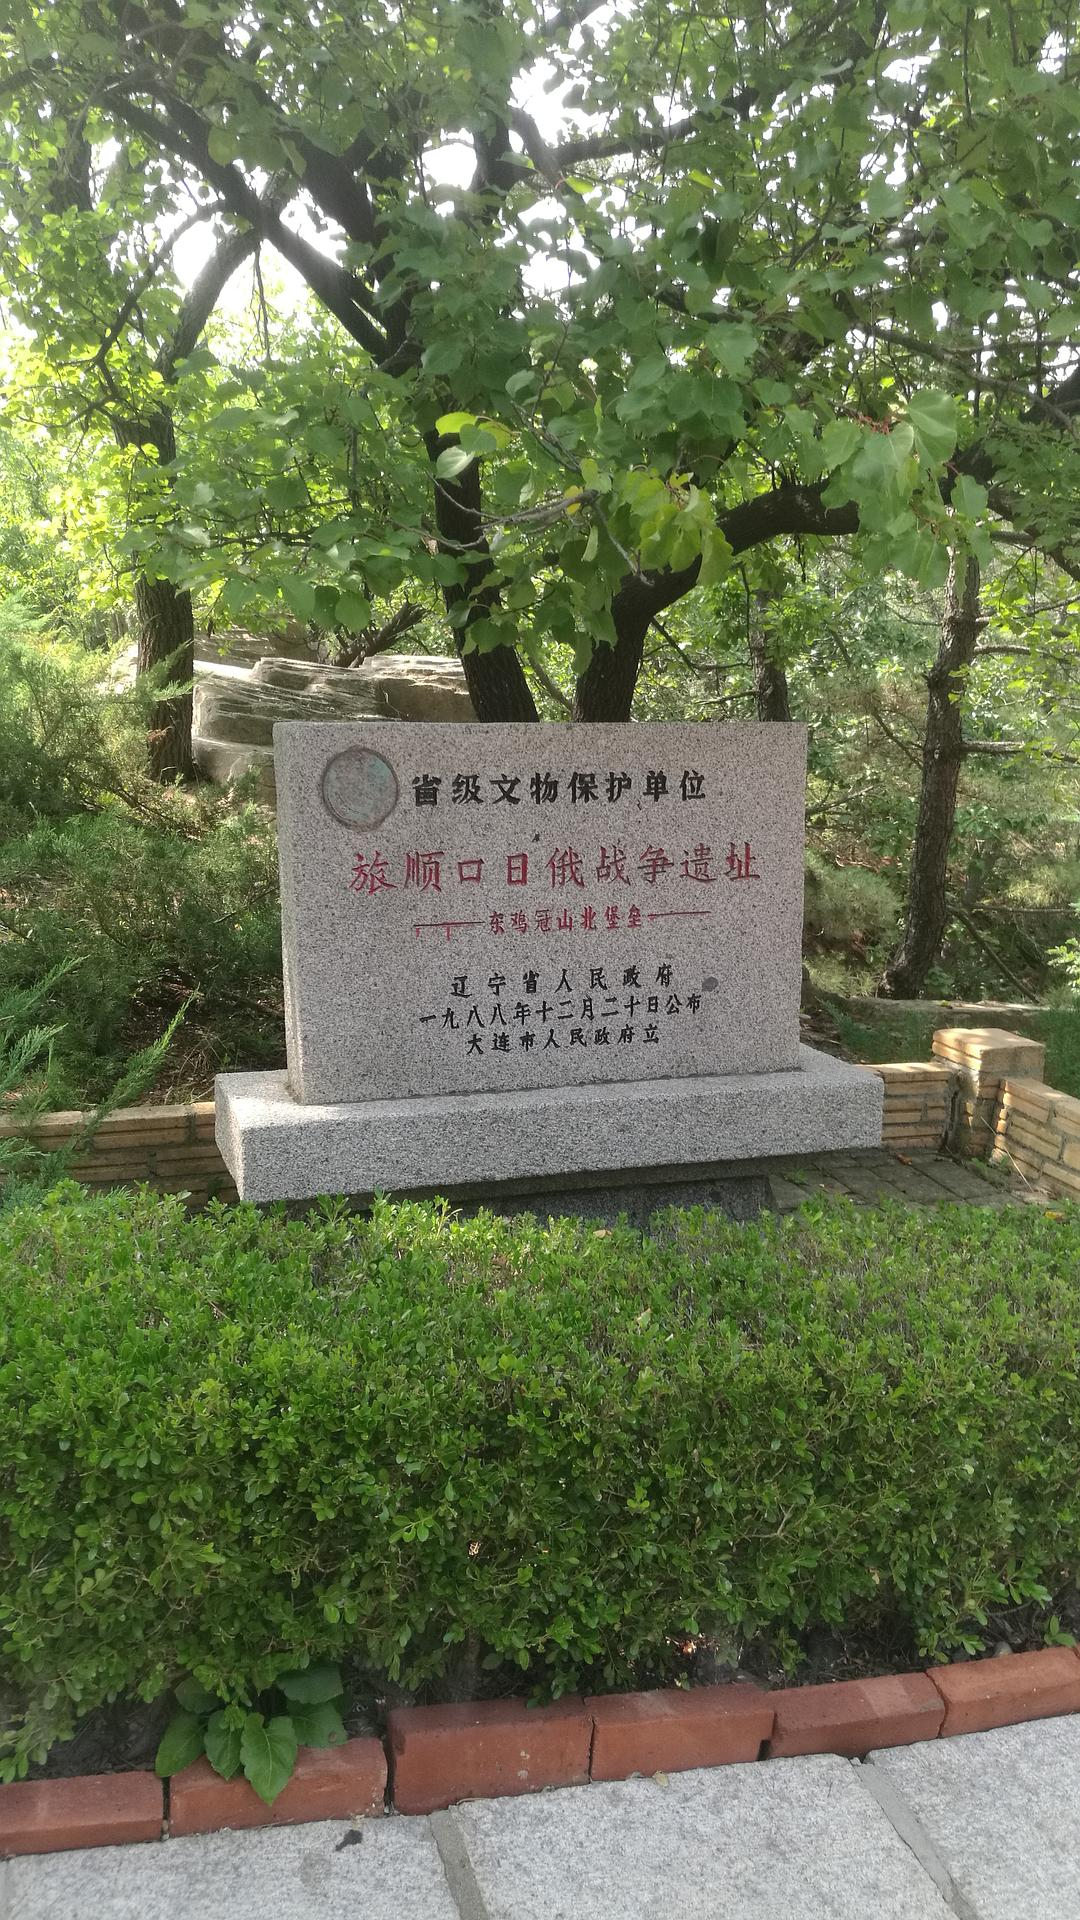 省级文物保护单位
旅顺口日俄战争遗址
东鸡冠山北堡垒
辽宁省人民政府
一九八八年十二月二十日公布
大连市人民政府立